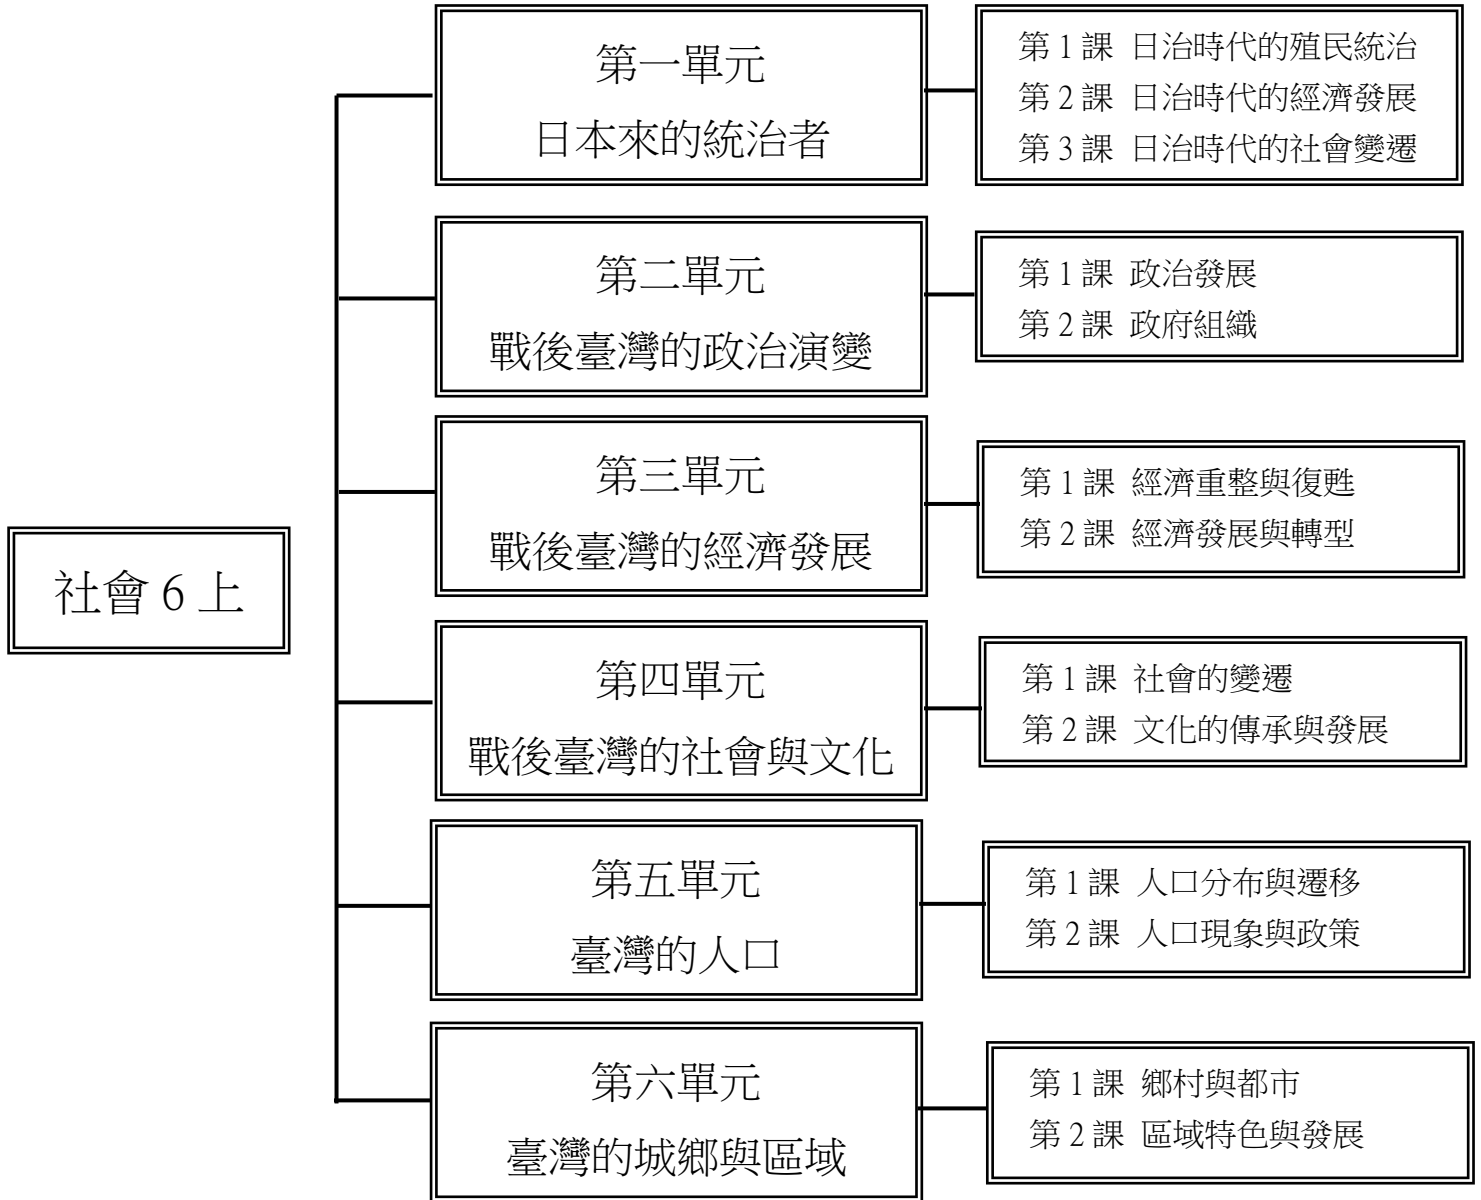 社會 6 上
第一單元
日本來的統治者
第 1 課 日治時代的殖民統治
第 2 課 日治時代的經濟發展
第 3 課 日治時代的社會變遷
第二單元
戰後臺灣的政治演變
第 1 課 政治發展
第 2 課 政府組織
第三單元
戰後臺灣的經濟發展
第 1 課 經濟重整與復甦
第 2 課 經濟發展與轉型
第四單元
戰後臺灣的社會與文化
第 1 課 社會的變遷
第 2 課 文化的傳承與發展
第五單元
臺灣的人口
第 1 課 人口分布與遷移
第 2 課 人口現象與政策
第六單元
臺灣的城鄉與區域
第 1 課 鄉村與都市
第 2 課 區域特色與發展